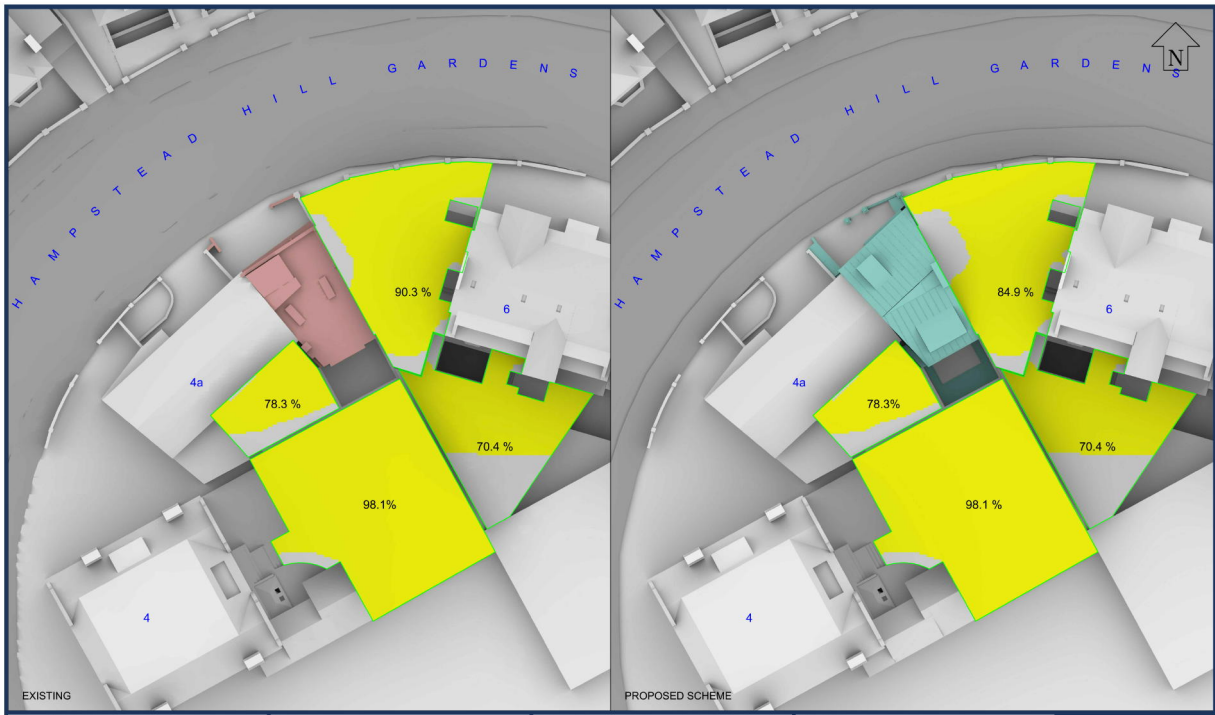 HAMPSTEAD HILL GARDENS
90.3 %
6
4a
78.3 %
70.4 %
98.1%
4
EXISTING
HAMPSTEAD HILL GARDENS
N
84.9 %
6
4a
78.3%
70.4 %
98.1 %
4
PROPOSED SCHEME